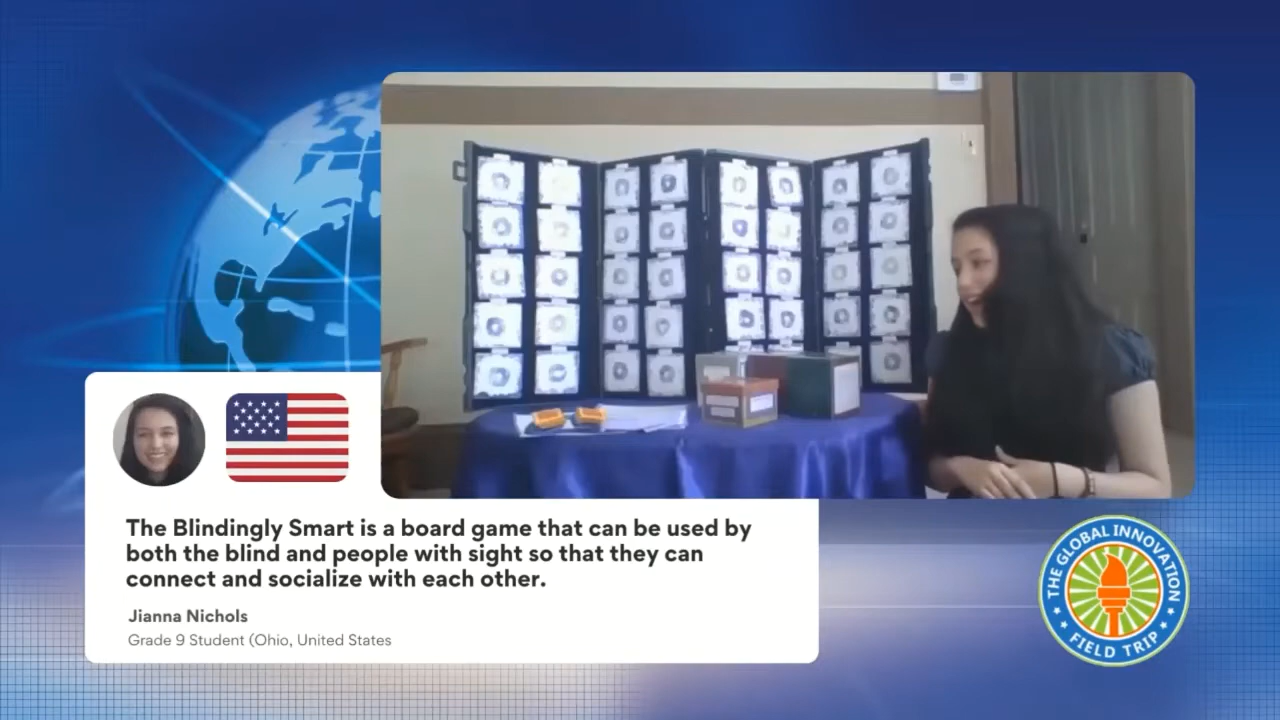 The Blindingly Smart is a board game that can be used by
both the blind and people with sight so that they can
connect and socialize with each other.
Jianna Nichols
Grade 9 Student (Ohio, United States
THE GLOBAL INNOVATION
FIELD TRIP